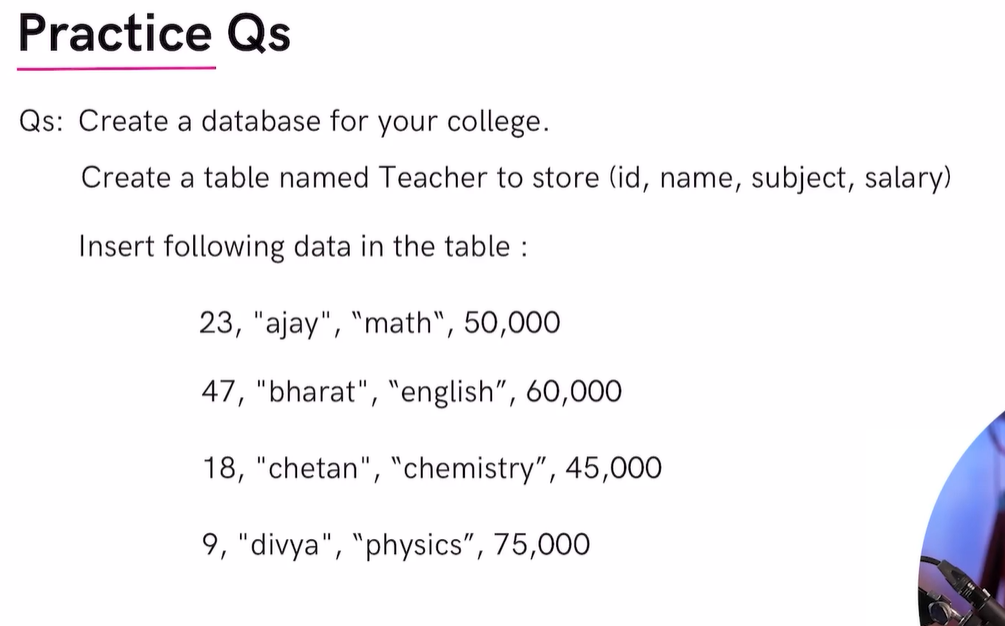 Practice Qs
Qs: Create a database for your college.
Create a table named Teacher to store (id, name, subject, salary)
Insert following data in the table :
23, "ajay", “math“, 50,000
47, "bharat", “english”, 60,000
18, "chetan", “chemistry”, 45,000
9, "divya", “physics”, 75,000